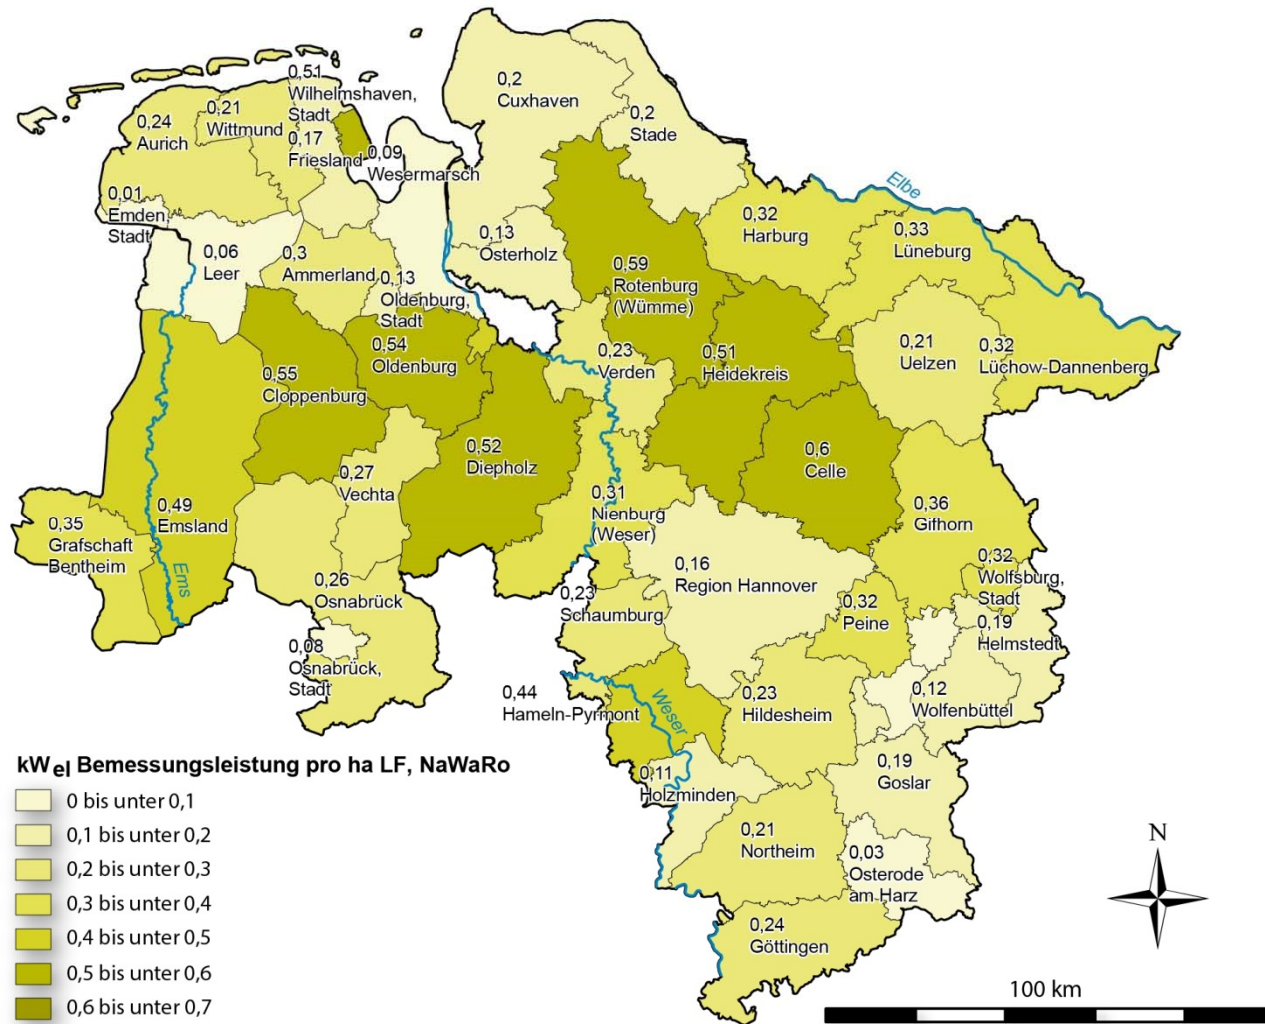 0,51
Wilhelmshaven,
Stadt
0,2
Cuxhaven
0,21
Wittmund
0,24
Aurich
0,2
Stade
0,17
Friesland
0,09
Wesermarsch
Elbe
0,01
Emden,
Stadt
0,32
Harburg
0,33
Lüneburg
0,06
Leer
0,3
Ammerland
0,13
Osterholz
0,13
Oldenburg,
Stadt
0,59
Rotenburg
(Wümme)
0,54
Oldenburg
0,23
Verden
0,51
Heidekreis
0,21
Uelzen
0,32
Lüchow-Dannenberg
0,55
Cloppenburg
0,52
Diepholz
0,6
Celle
0,27
Vechta
0,49
Emsland
0,31
Nienburg
(Weser)
0,36
Gifhorn
0,35
Grafschaft
Bentheim
Ems
0,16
Region Hannover
0,32
Wolfsburg,
Stadt
0,26
Osnabrück
0,23
Schaumburg
0,32
Peine
0,19
Helmstedt
0,08
Osnabrück,
Stadt
0,44
Hameln-Pyrmont
Weser
0,23
Hildesheim
0,12
Wolfenbüttel
0,11
Holzminden
0,19
Goslar
0,21
Northeim
0,03
Osterode
am Harz
0,24
Göttingen
kWel Bemessungsleistung pro ha LF, NaWaRo
0 bis unter 0,1
0,1 bis unter 0,2
0,2 bis unter 0,3
0,3 bis unter 0,4
0,4 bis unter 0,5
0,5 bis unter 0,6
0,6 bis unter 0,7
N
100 km